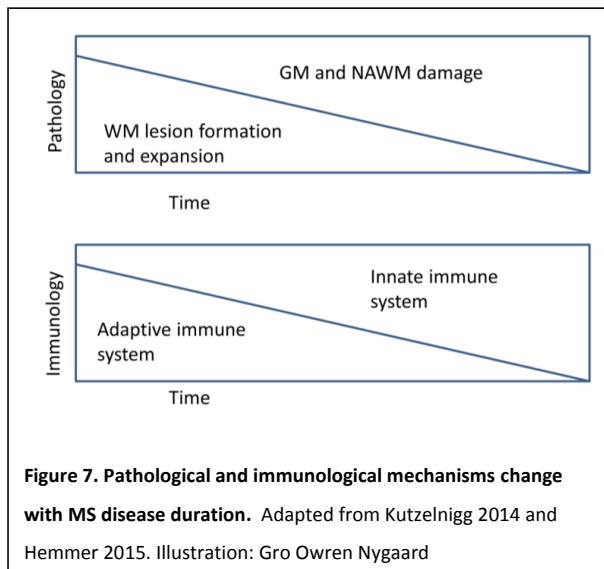 Pathology
GM and NAWM damage
WM lesion formation
and expansion
Time
Immunology
Innate immune
system
Adaptive immune
system
Time
Figure 7. Pathological and immunological mechanisms change
with MS disease duration. Adapted from Kutzelnigg 2014 and
Hemmer 2015. Illustration: Gro Owren Nygaard